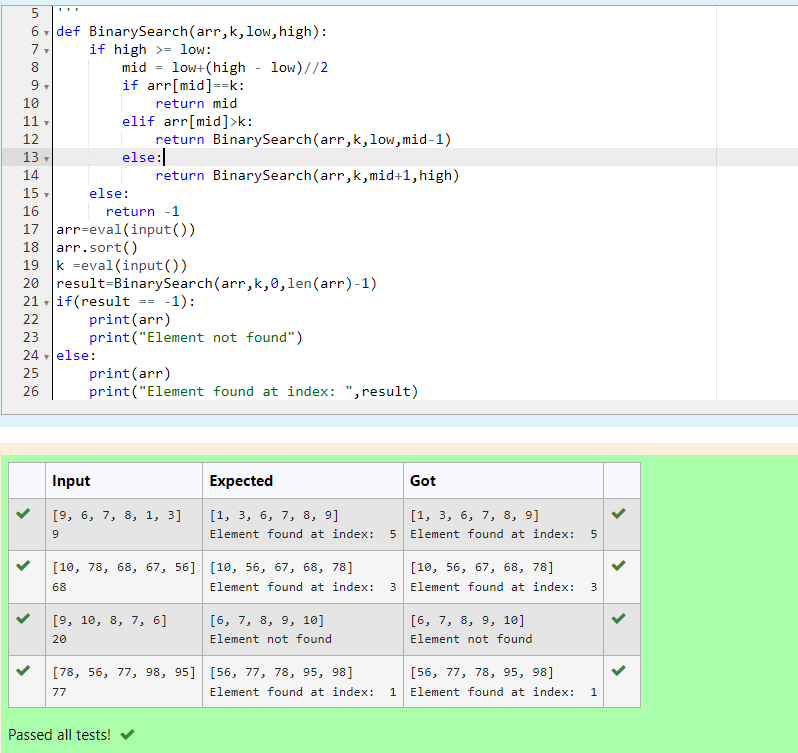 5 '''
6 def BinarySearch(arr,k,low,high):
7     if high >= low:
8         mid = low+(high - low)//2
9         if arr[mid]==k:
10             return mid
11         elif arr[mid]>k:
12             return BinarySearch(arr,k,low,mid-1)
13         else:
14             return BinarySearch(arr,k,mid+1,high)
15     else:
16       return -1
17 arr=eval(input())
18 arr.sort()
19 k =eval(input())
20 result=BinarySearch(arr,k,0,len(arr)-1)
21 if(result == -1):
22     print(arr)
23     print("Element not found")
24 else:
25     print(arr)
26     print("Element found at index: ",result)
Input Expected Got
[9, 6, 7, 8, 1, 3] [1, 3, 6, 7, 8, 9] [1, 3, 6, 7, 8, 9]
9 Element found at index:  5 Element found at index:  5
[10, 78, 68, 67, 56] [10, 56, 67, 68, 78] [10, 56, 67, 68, 78]
68 Element found at index:  3 Element found at index:  3
[9, 10, 8, 7, 6] [6, 7, 8, 9, 10] [6, 7, 8, 9, 10]
20 Element not found Element not found
[78, 56, 77, 98, 95] [56, 77, 78, 95, 98] [56, 77, 78, 95, 98]
77 Element found at index:  1 Element found at index:  1
Passed all tests!